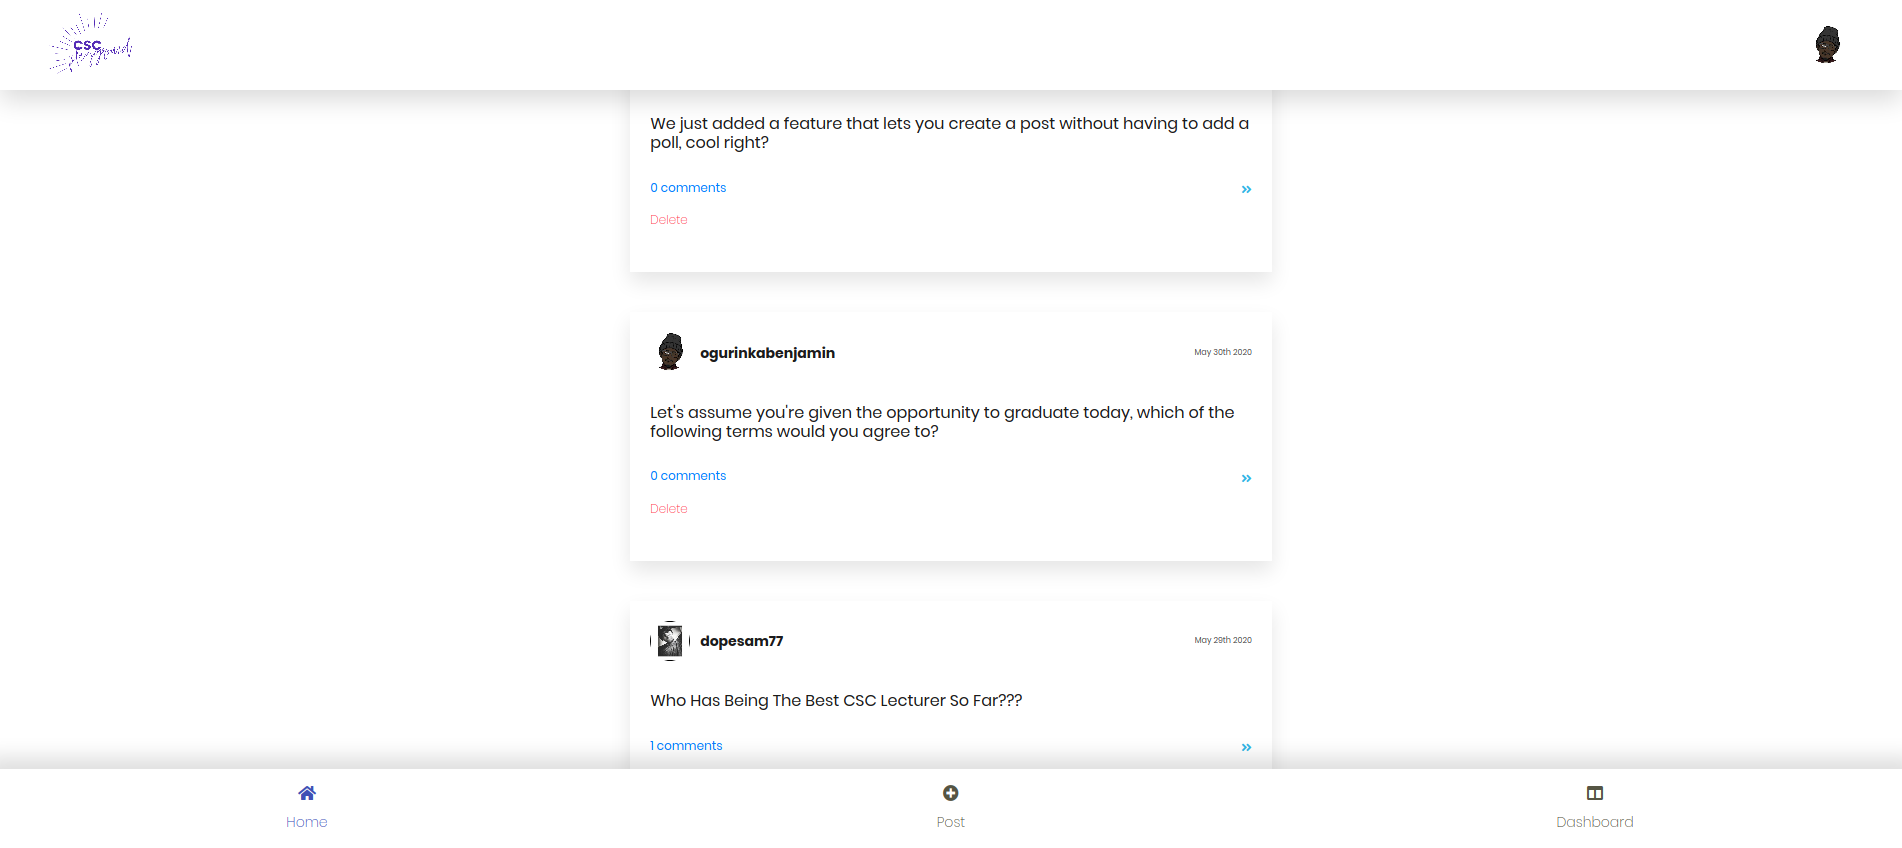 CSC
We just added a feature that lets you create a post without having to add a
poll, cool right?
0 comments
Delete
ogurinkabenjamin
May 30th 2020
Let's assume you're given the opportunity to graduate today, which of the
following terms would you agree to?
0 comments
Delete
dopesam77
May 29th 2020
Who Has Being The Best CSC Lecturer So Far???
1 comments
Home
Post
Dashboard